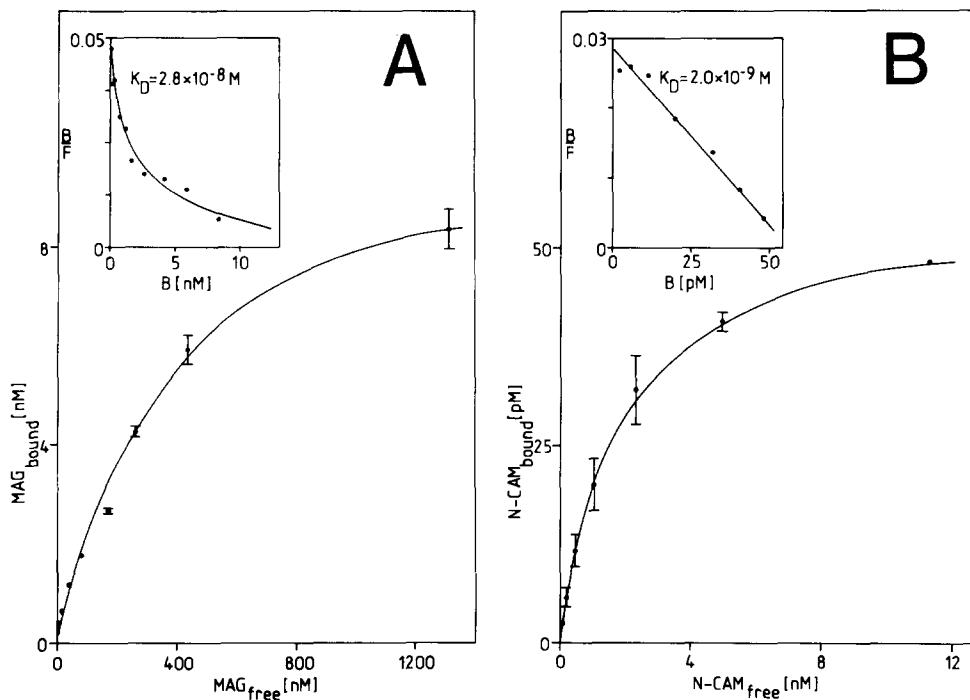 A
0.05
K_D=2.8×10⁻⁸ M
B/F
0
0 5 10
B [nM]
8
4
0
MAG_bound [nM]
0 400 800 1200
MAG_free [nM]
B
0.03
K_D=2.0×10⁻⁹ M
B/F
0
0 25 50
B [pM]
50
25
0
N-CAM_bound [pM]
0 4 8 12
N-CAM_free [nM]